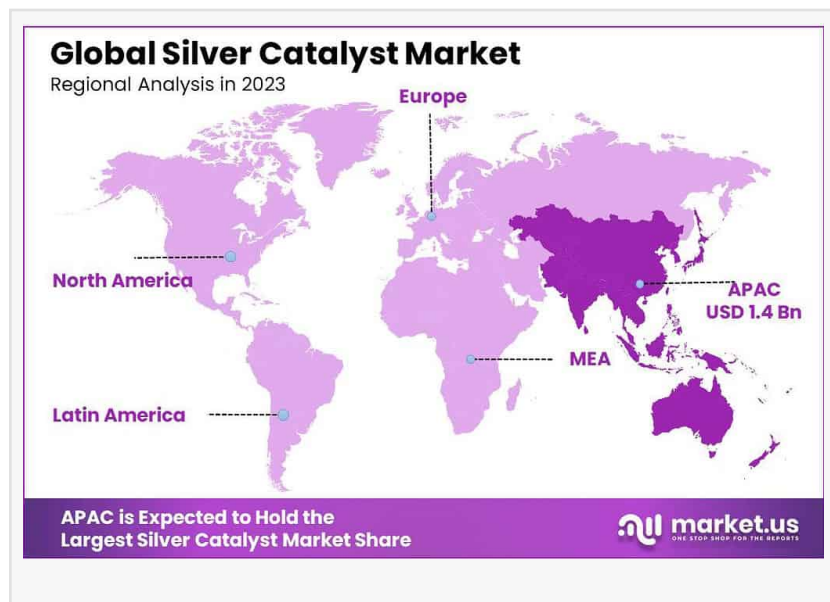 Global Silver Catalyst Market
Regional Analysis in 2023
Europe
North America
APAC
USD 1.4 Bn
MEA
Latin America
APAC is Expected to Hold the
Largest Silver Catalyst Market Share
market.us
ONE STOP SHOP FOR THE REPORTS